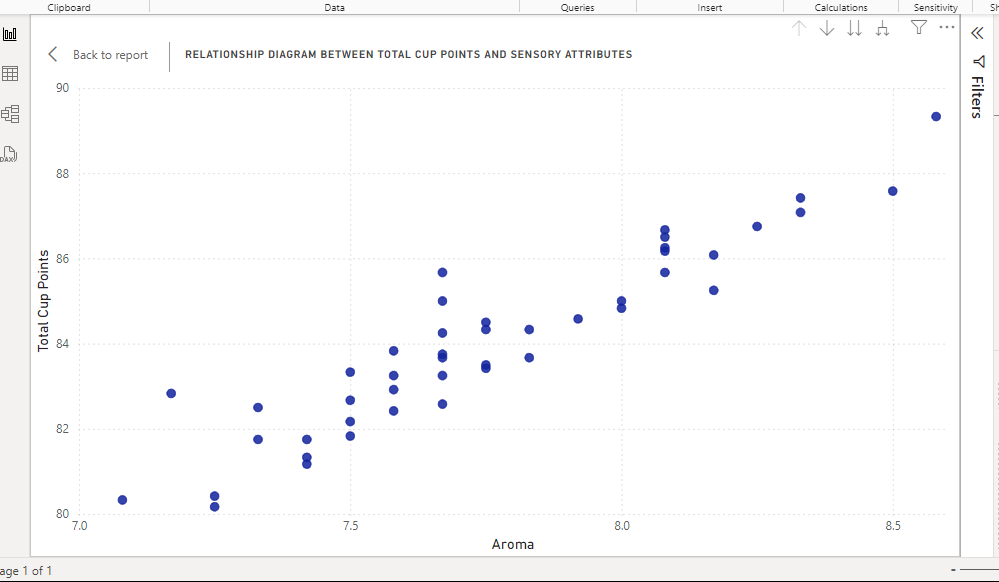 Clipboard Data Queries Insert Calculations Sensitivity
Back to report RELATIONSHIP DIAGRAM BETWEEN TOTAL CUP POINTS AND SENSORY ATTRIBUTES
Filters
DAX
Total Cup Points
90
88
86
84
82
80
7.0 7.5 8.0 8.5
Aroma
age 1 of 1